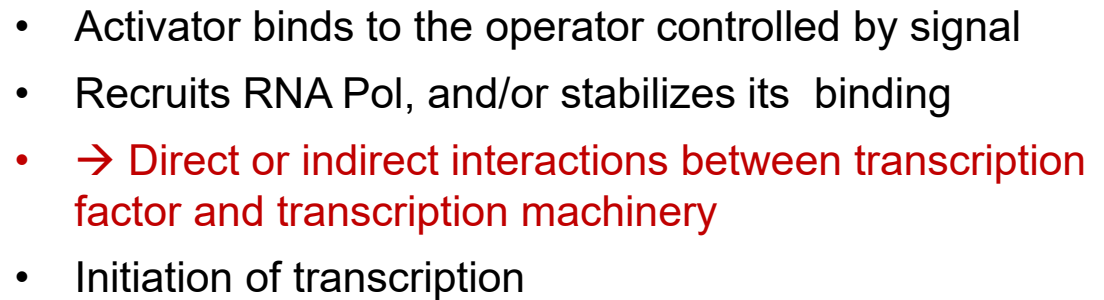 • Activator binds to the operator controlled by signal
• Recruits RNA Pol, and/or stabilizes its  binding
• → Direct or indirect interactions between transcription
factor and transcription machinery
• Initiation of transcription